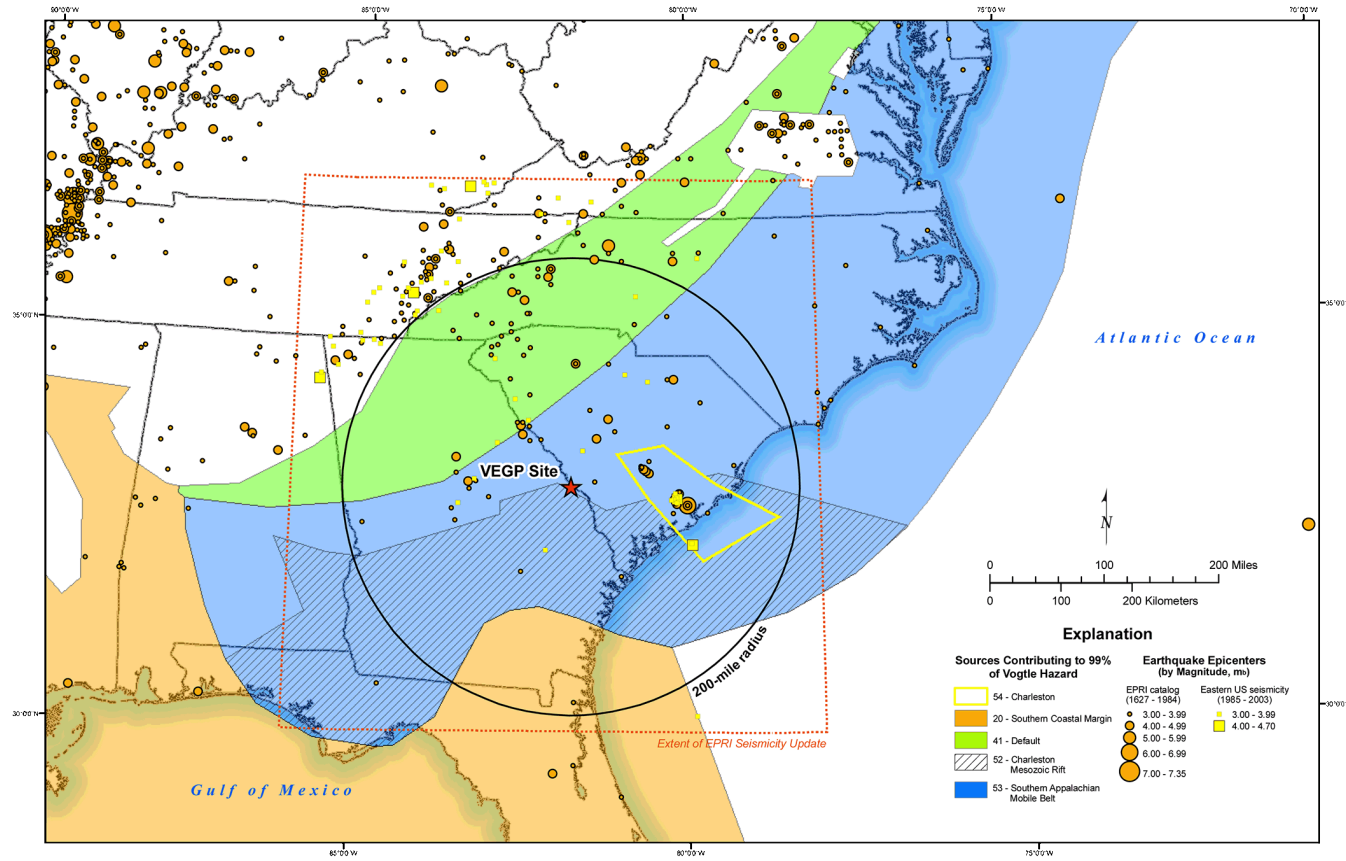 90°00'W
85°00'W
80°00'W
75°00'W
70°00'W
35°00'N
35°00'
Atlantic Ocean
VEGP Site
N
0 100 200 Miles
0 100 200 Kilometers
200-mile radius
30°00'N
30°00'
Extent of EPRI Seismicity Update
Gulf of Mexico
Explanation
Sources Contributing to 99%
of Vogtle Hazard
54 - Charleston
20 - Southern Coastal Margin
41 - Default
52 - Charleston
Mesozoic Rift
53 - Southern Appalachian
Mobile Belt
Earthquake Epicenters
(by Magnitude, mb)
EPRI catalog
(1627 - 1984)
3.00 - 3.99
4.00 - 4.99
5.00 - 5.99
6.00 - 6.99
7.00 - 7.35
Eastern US seismicity
(1985 - 2003)
3.00 - 3.99
4.00 - 4.70
85°00'W
80°00'W
75°00'W